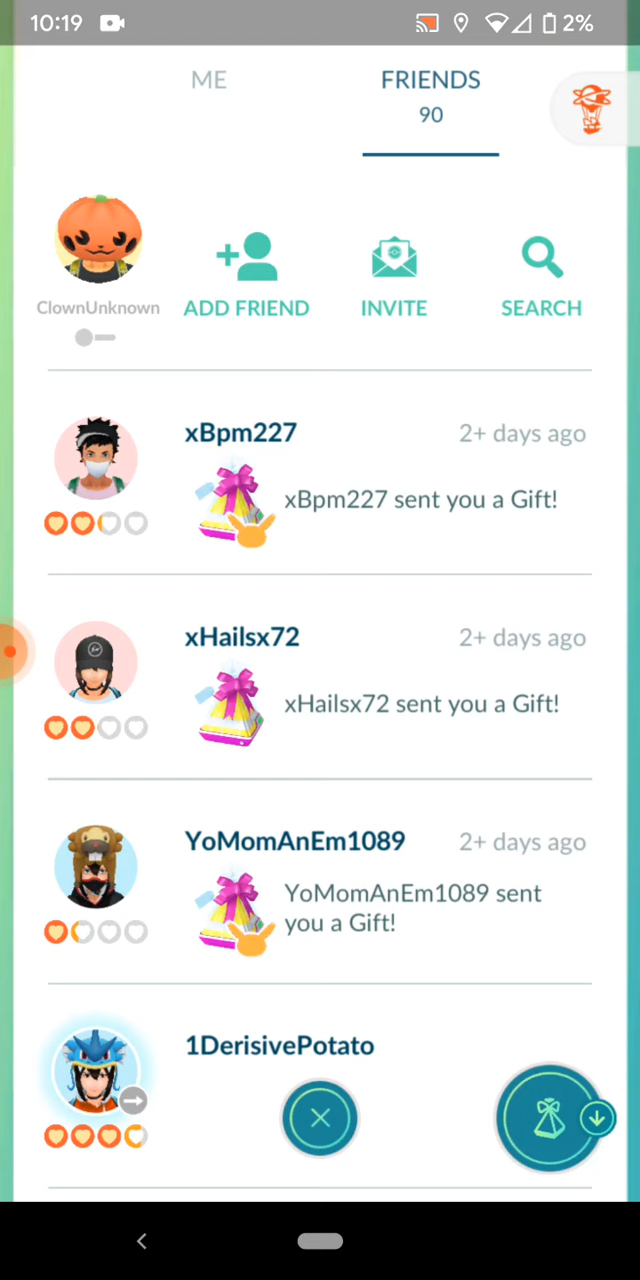 10:19
2%
ME
FRIENDS
90
ClownUnknown
ADD FRIEND
INVITE
SEARCH
xBpm227
2+ days ago
xBpm227 sent you a Gift!
xHailsx72
2+ days ago
xHailsx72 sent you a Gift!
YoMomAnEm1089
2+ days ago
YoMomAnEm1089 sent
you a Gift!
1DerisivePotato